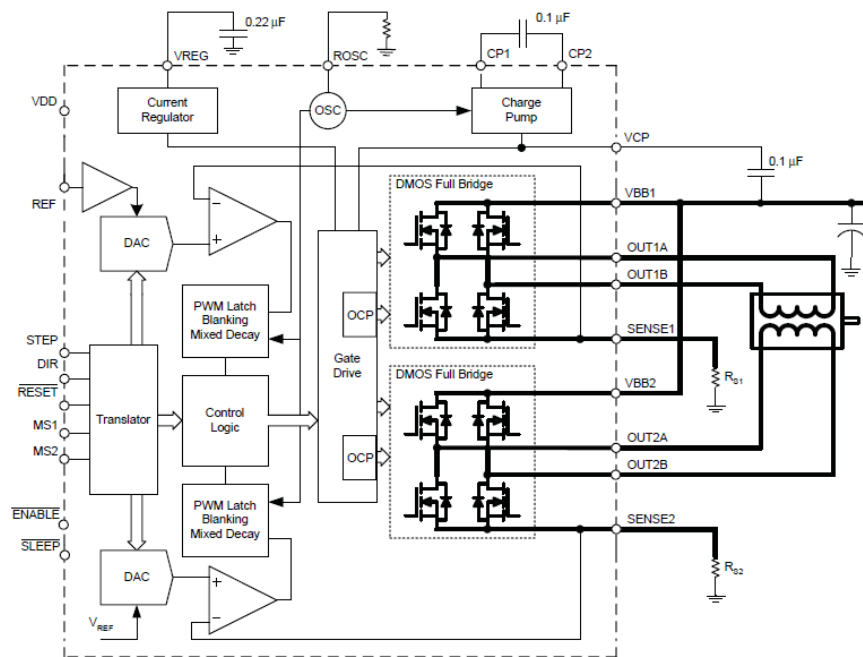 0.22 μF
0.1 μF
VREG
ROSC
CP1
CP2
VDD
Current
Regulator
OSC
Charge
Pump
VCP
0.1 μF
REF
DMOS Full Bridge
VBB1
DAC
OUT1A
OUT1B
PWM Latch
Blanking
Mixed Decay
OCP
STEP
DIR
RESET
MS1
MS2
Translator
Control
Logic
Gate
Drive
SENSE1
RS1
DMOS Full Bridge
VBB2
OUT2A
OCP
OUT2B
PWM Latch
Blanking
Mixed Decay
ENABLE
SLEEP
SENSE2
DAC
RS2
VREF
+
−
+
−